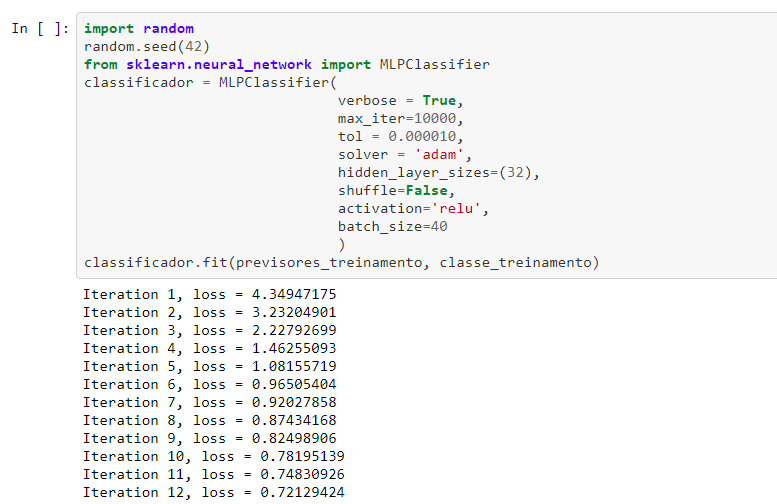 In [ ]: import random
random.seed(42)
from sklearn.neural_network import MLPClassifier
classificador = MLPClassifier(
verbose = True,
max_iter=10000,
tol = 0.000010,
solver = 'adam',
hidden_layer_sizes=(32),
shuffle=False,
activation='relu',
batch_size=40
)
classificador.fit(previsores_treinamento, classe_treinamento)
Iteration 1, loss = 4.34947175
Iteration 2, loss = 3.23204901
Iteration 3, loss = 2.22792699
Iteration 4, loss = 1.46255093
Iteration 5, loss = 1.08155719
Iteration 6, loss = 0.96505404
Iteration 7, loss = 0.92027858
Iteration 8, loss = 0.87434168
Iteration 9, loss = 0.82498906
Iteration 10, loss = 0.78195139
Iteration 11, loss = 0.74830926
Iteration 12, loss = 0.72129424